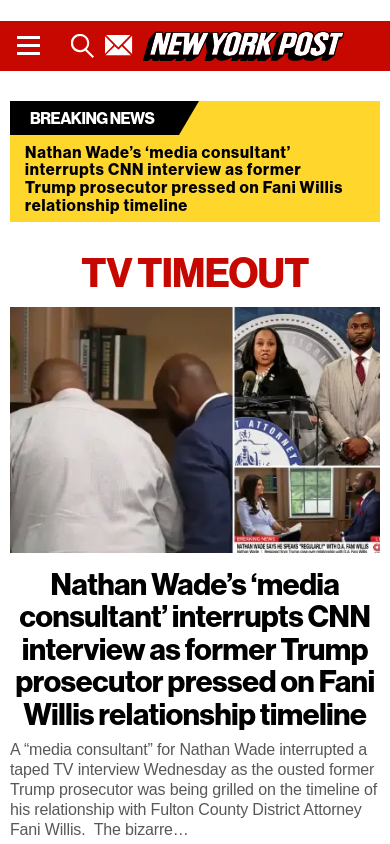 NEW YORK POST
BREAKING NEWS
Nathan Wade’s ‘media consultant’
interrupts CNN interview as former
Trump prosecutor pressed on Fani Willis
relationship timeline
TV TIMEOUT
T ATTORNEY
BREAKING NEWS
NATHAN WADE SAYS HE SPEAKS "REGULARLY" WITH D.A. FANI WILLIS
Nathan Wade’s ‘media
consultant’ interrupts CNN
interview as former Trump
prosecutor pressed on Fani
Willis relationship timeline
A “media consultant” for Nathan Wade interrupted a
taped TV interview Wednesday as the ousted former
Trump prosecutor was being grilled on the timeline of
his relationship with Fulton County District Attorney
Fani Willis.  The bizarre…